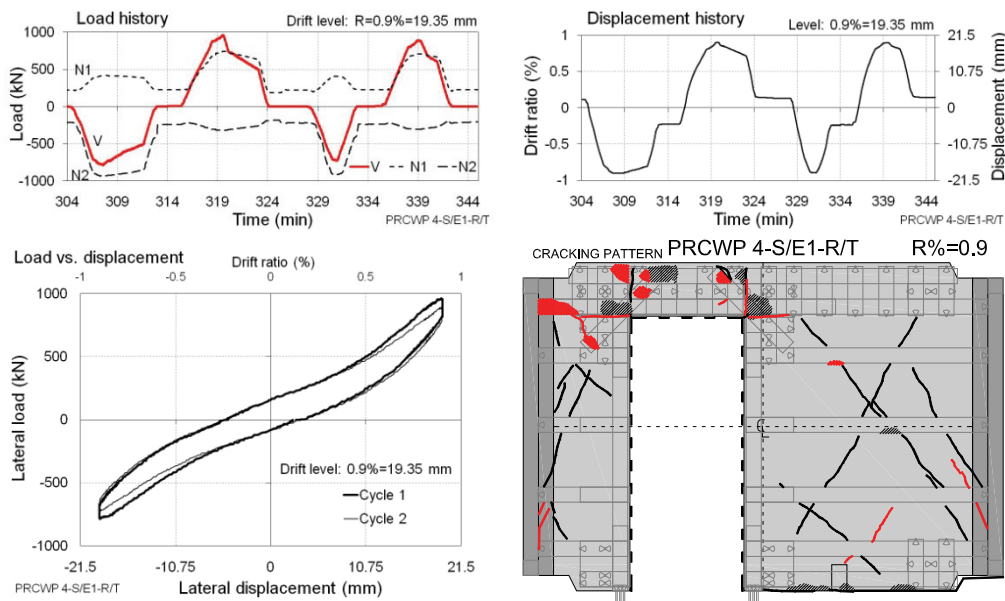 Load history
Drift level: R=0.9%=19.35 mm
1000
500
0
-500
-1000
Load (kN)
N1
V
N2
V N1 N2
304 309 314 319 324 329 334 339 344
Time (min)
PRCWP 4-S/E1-R/T
Displacement history
Level: 0.9%=19.35 mm
1
0.5
0
-0.5
-1
Drift ratio (%)
21.5
10.75
0
-10.75
-21.5
Displacement (mm)
304 309 314 319 324 329 334 339 344
Time (min)
PRCWP 4-S/E1-R/T
Load vs. displacement
Drift ratio (%)
-1 -0.5 0 0.5 1
1000
500
0
-500
-1000
Lateral load (kN)
Drift level: 0.9%=19.35 mm
Cycle 1
Cycle 2
-21.5 -10.75 0 10.75 21.5
Lateral displacement (mm)
PRCWP 4-S/E1-R/T
CRACKING PATTERN PRCWP 4-S/E1-R/T R%=0.9